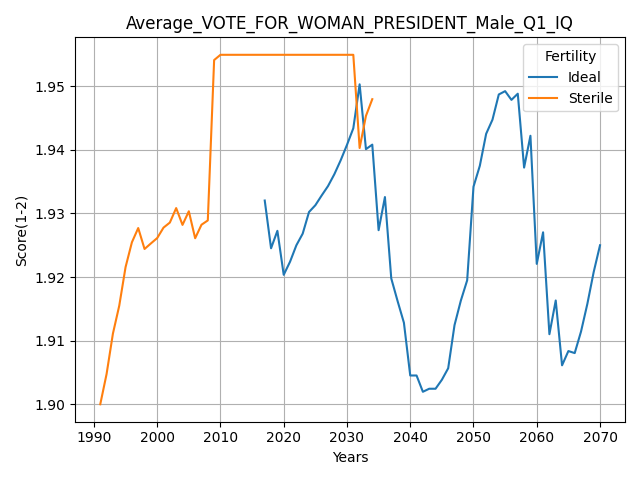 Average_VOTE_FOR_WOMAN_PRESIDENT_Male_Q1_IQ
Fertility
Ideal
Sterile
Score(1-2)
1.95
1.94
1.93
1.92
1.91
1.90
1990 2000 2010 2020 2030 2040 2050 2060 2070
Years